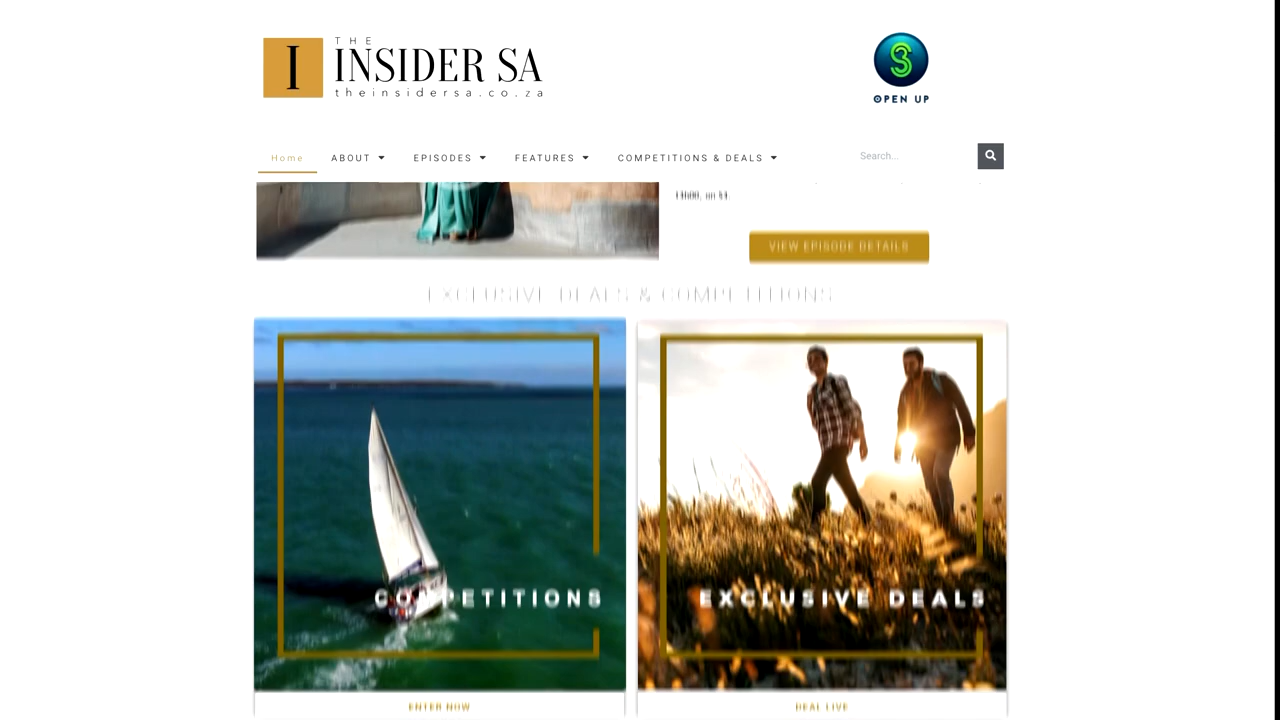 THE
I INSIDER SA
theinsidersa.co.za
3
OPEN UP
Home ABOUT EPISODES FEATURES COMPETITIONS & DEALS Search...
VIEW EPISODE DETAILS
EXCLUSIVE DEALS & COMPETITIONS
COMPETITIONS
EXCLUSIVE DEALS
ENTER NOW
DEAL LIVE